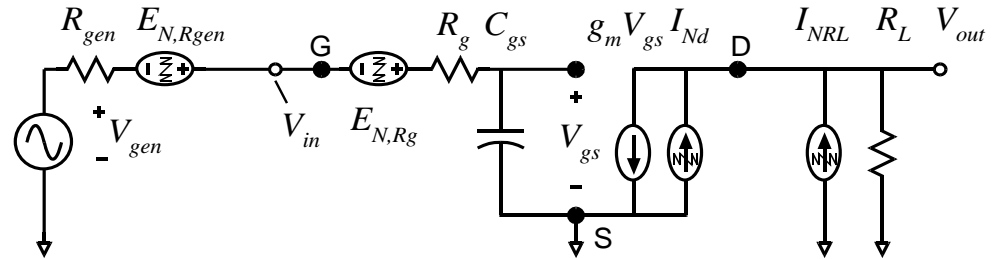 R_gen E_N,Rgen R_g C_gs g_m V_gs I_Nd D I_NRL R_L V_out
G
+ V_gen −
V_in
E_N,Rg
+ V_gs −
S